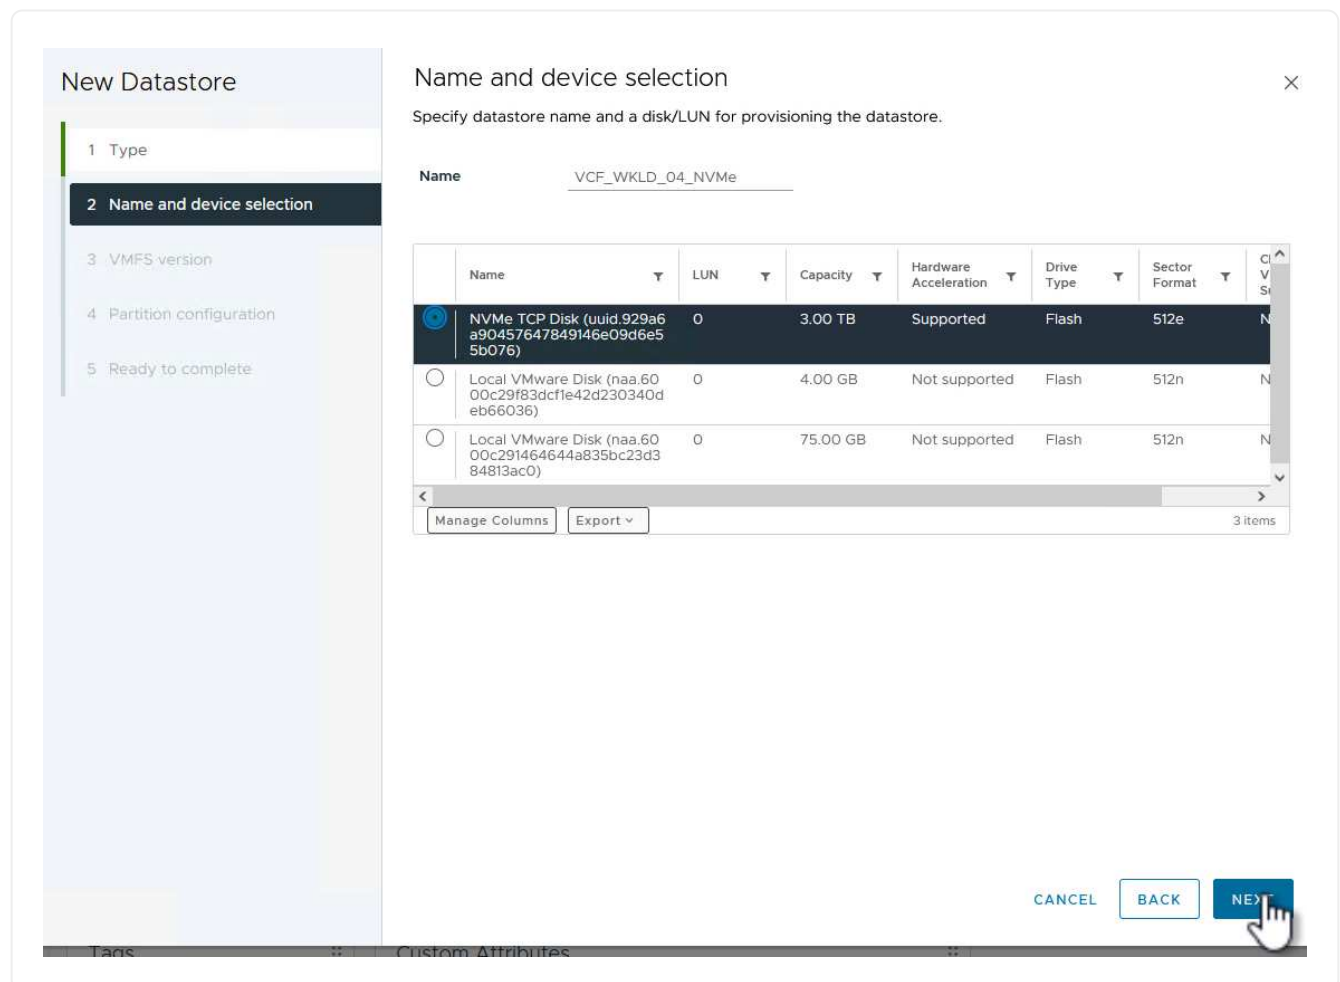 New Datastore
1 Type
2 Name and device selection
3 VMFS version
4 Partition configuration
5 Ready to complete
Name and device selection
Specify datastore name and a disk/LUN for provisioning the datastore.
Name VCF_WKLD_04_NVMe
Name LUN Capacity Hardware Acceleration Drive Type Sector Format
NVMe TCP Disk (uuid.929a6 0 3.00 TB Supported Flash 512e N
a90457647849146e09d6e5
5b076)
Local VMware Disk (naa.60 0 4.00 GB Not supported Flash 512n N
00c29f83dcf1e42d230340d
eb66036)
Local VMware Disk (naa.60 0 75.00 GB Not supported Flash 512n N
00c291464644a835bc23d3
84813ac0)
Manage Columns Export 3 items
CANCEL BACK NEXT
Tags Custom Attributes